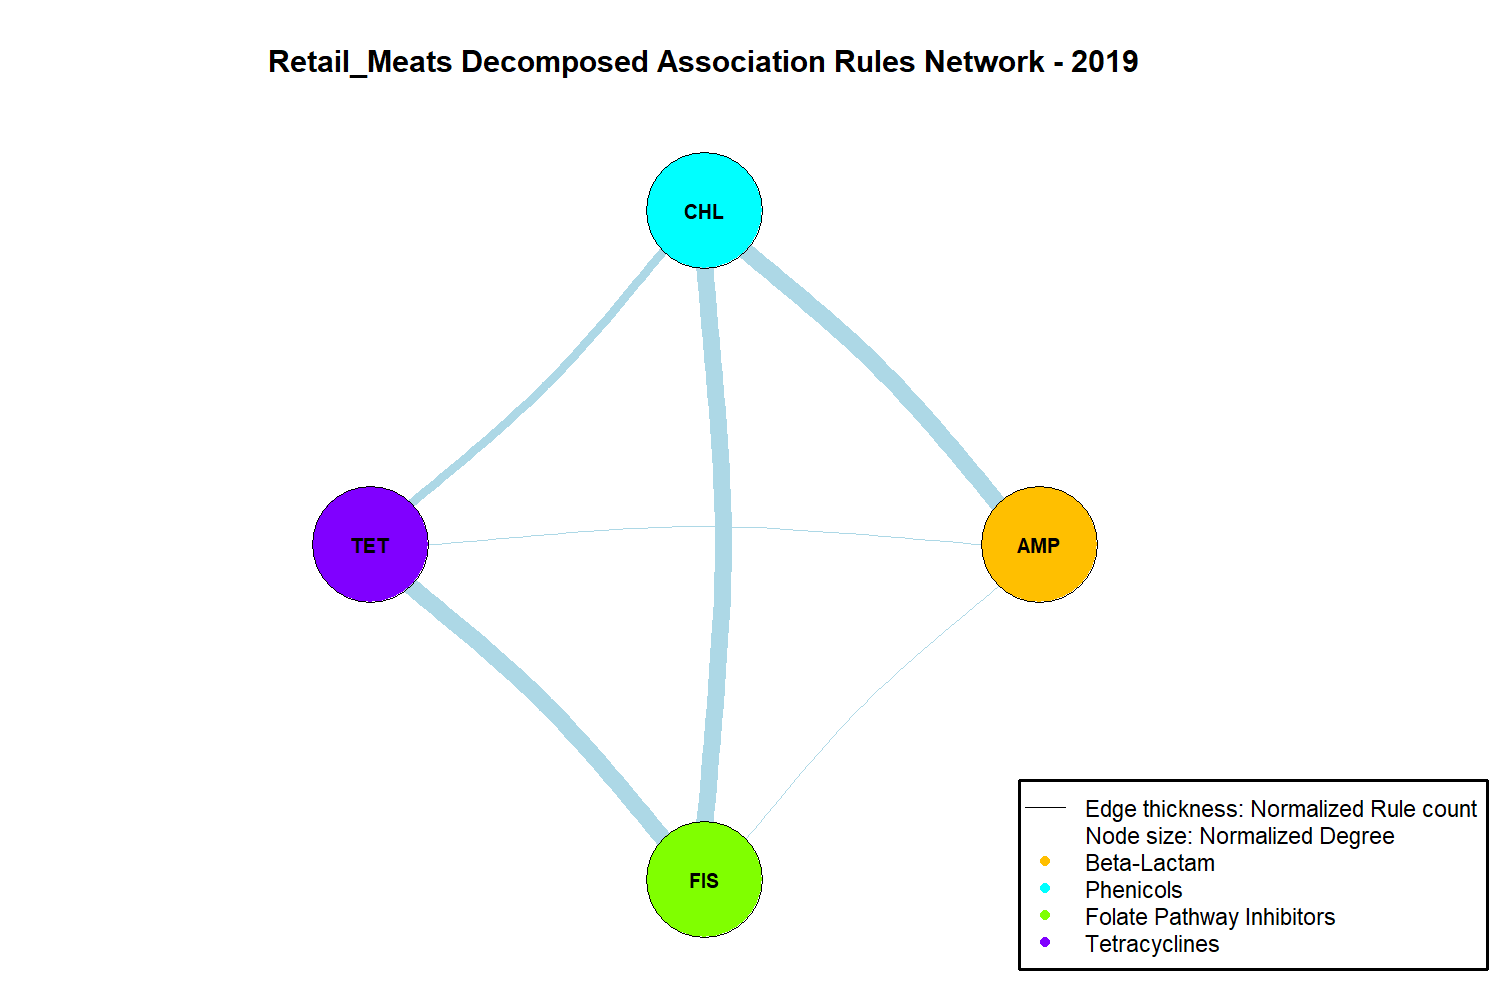 Retail_Meats Decomposed Association Rules Network - 2019
CHL
TET
AMP
FIS
Edge thickness: Normalized Rule count
Node size: Normalized Degree
Beta-Lactam
Phenicols
Folate Pathway Inhibitors
Tetracyclines